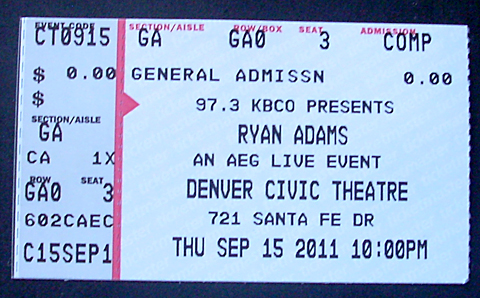 EVENT CODE
CT0915
$ 0.00
$
SECTION/AISLE
GA
CA 1X
ROW SEAT
GA0 3
602CAEC
C15SEP1
SECTION/AISLE ROW/BOX SEAT ADMISSION
GA GA0 3 COMP
GENERAL ADMISSN 0.00
97.3 KBCO PRESENTS
RYAN ADAMS
AN AEG LIVE EVENT
DENVER CIVIC THEATRE
721 SANTA FE DR
THU SEP 15 2011 10:00PM